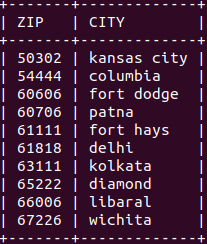 +-------+-------------+
| ZIP   | CITY        |
+-------+-------------+
| 50302 | kansas city |
| 54444 | columbia    |
| 60606 | fort dodge  |
| 60706 | patna       |
| 61111 | fort hays   |
| 61818 | delhi       |
| 63111 | kolkata     |
| 65222 | diamond     |
| 66006 | libaral     |
| 67226 | wichita     |
+-------+-------------+